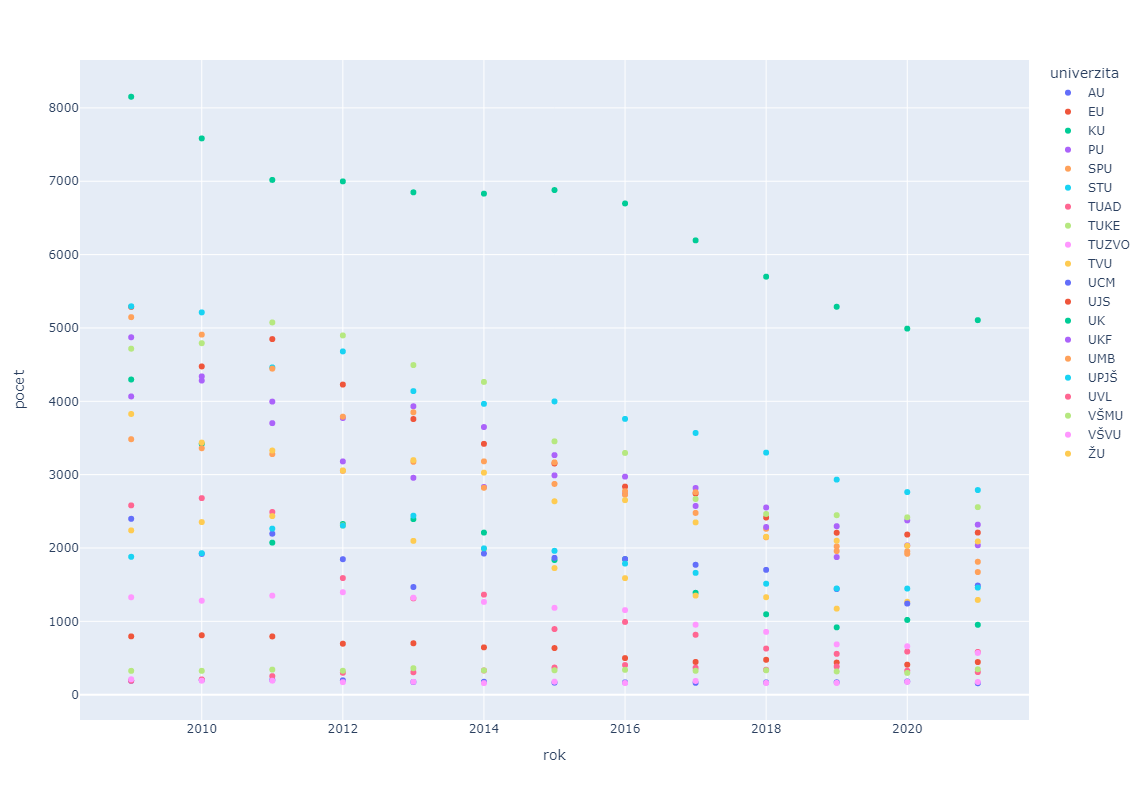 univerzita
AU
EU
KU
PU
SPU
STU
TUAD
TUKE
TUZVO
TVU
UCM
UJS
UK
UKF
UMB
UPJŠ
UVL
VŠMU
VŠVU
ŽU
8000
7000
6000
5000
4000
3000
2000
1000
0
pocet
2010 2012 2014 2016 2018 2020
rok